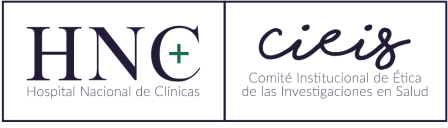 HNC
Hospital Nacional de Clínicas
cieis
Comité Institucional de Ética
de las Investigaciones en Salud